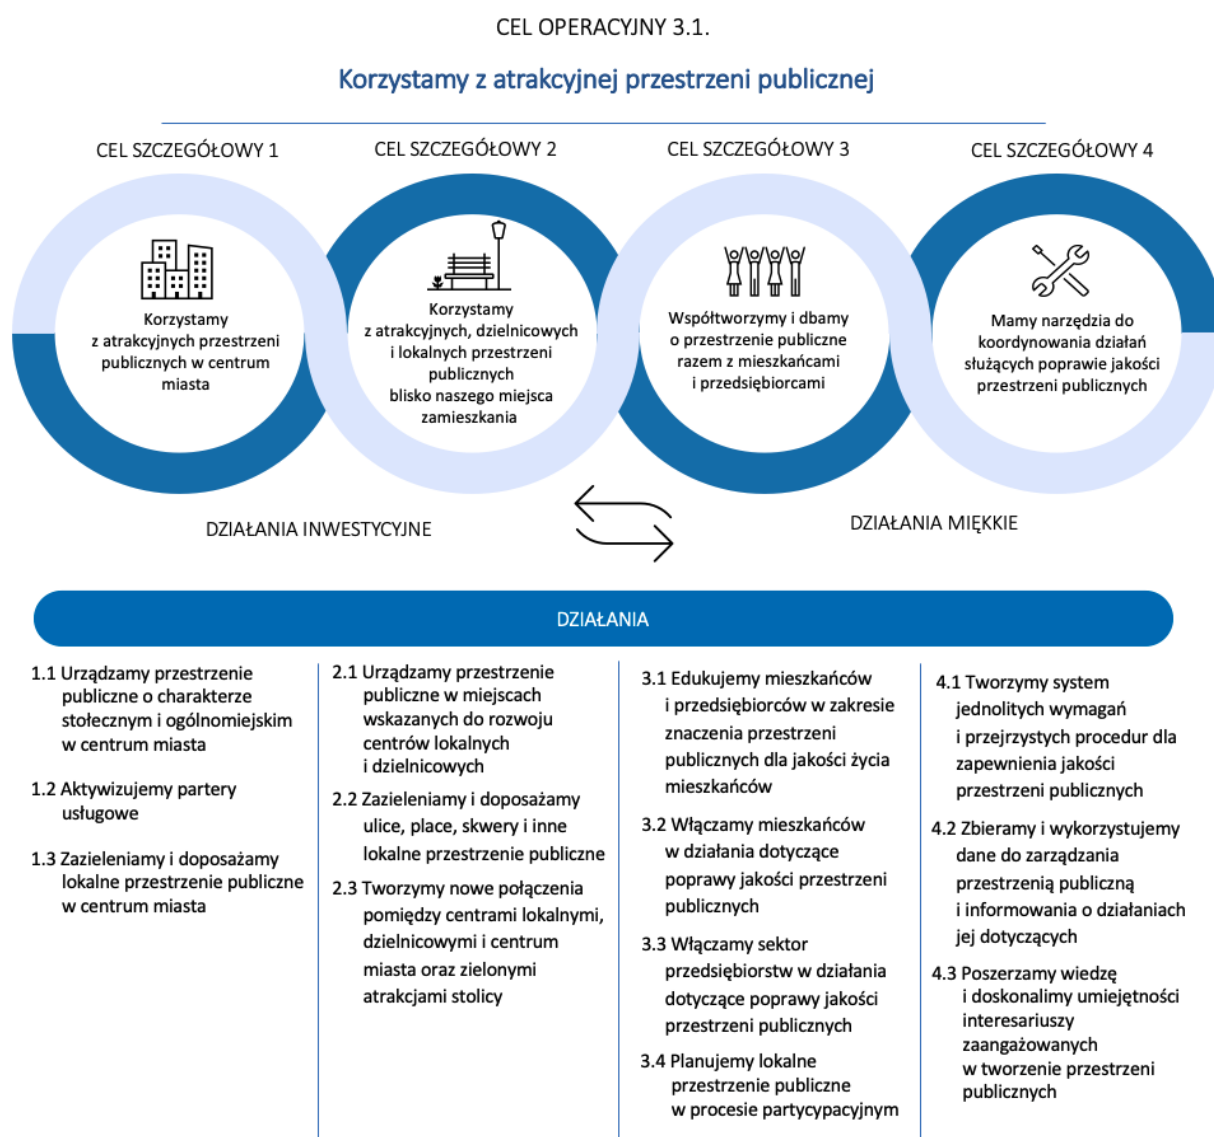 CEL OPERACYJNY 3.1.
Korzystamy z atrakcyjnej przestrzeni publicznej
CEL SZCZEGÓŁOWY 1
CEL SZCZEGÓŁOWY 2
CEL SZCZEGÓŁOWY 3
CEL SZCZEGÓŁOWY 4
Korzystamy
z atrakcyjnych przestrzeni
publicznych w centrum
miasta
Korzystamy
z atrakcyjnych, dzielnicowych
i lokalnych przestrzeni
publicznych
blisko naszego miejsca
zamieszkania
Współtworzymy i dbamy
o przestrzenie publiczne
razem z mieszkańcami
i przedsiębiorcami
Mamy narzędzia do
koordynowania działań
służących poprawie jakości
przestrzeni publicznych
DZIAŁANIA INWESTYCYJNE
DZIAŁANIA MIĘKKIE
DZIAŁANIA
1.1 Urządzamy przestrzenie
publiczne o charakterze
stołecznym i ogólnomiejskim
w centrum miasta
1.2 Aktywizujemy partery
usługowe
1.3 Zazieleniamy i doposażamy
lokalne przestrzenie publiczne
w centrum miasta
2.1 Urządzamy przestrzenie
publiczne w miejscach
wskazanych do rozwoju
centrów lokalnych
i dzielnicowych
2.2 Zazieleniamy i doposażamy
ulice, place, skwery i inne
lokalne przestrzenie publiczne
2.3 Tworzymy nowe połączenia
pomiędzy centrami lokalnymi,
dzielnicowymi i centrum
miasta oraz zielonymi
atrakcjami stolicy
3.1 Edukujemy mieszkańców
i przedsiębiorców w zakresie
znaczenia przestrzeni
publicznych dla jakości życia
mieszkańców
3.2 Włączamy mieszkańców
w działania dotyczące
poprawy jakości przestrzeni
publicznych
3.3 Włączamy sektor
przedsiębiorstw w działania
dotyczące poprawy jakości
przestrzeni publicznych
3.4 Planujemy lokalne
przestrzenie publiczne
w procesie partycypacyjnym
4.1 Tworzymy system
jednolitych wymagań
i przejrzystych procedur dla
zapewnienia jakości
przestrzeni publicznych
4.2 Zbieramy i wykorzystujemy
dane do zarządzania
przestrzenią publiczną
i informowania o działaniach
jej dotyczących
4.3 Poszerzamy wiedzę
i doskonalimy umiejętności
interesariuszy
zaangażowanych
w tworzenie przestrzeni
publicznych